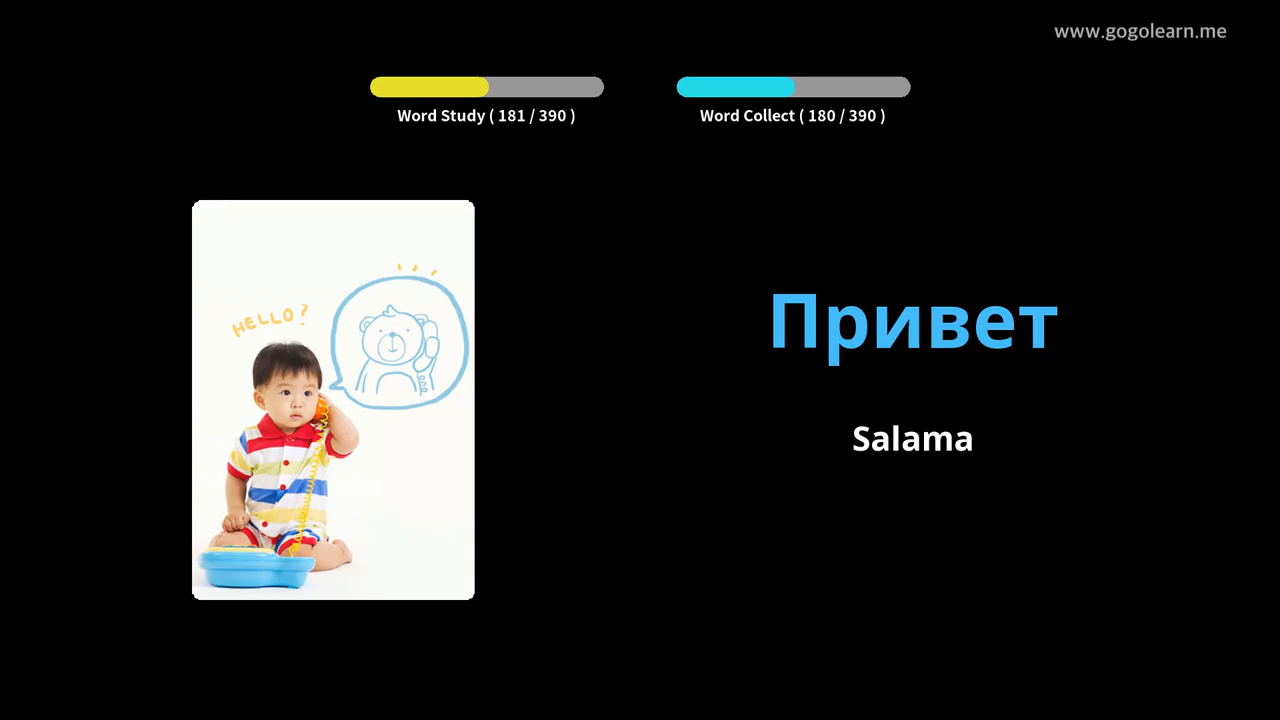 www.gogolearn.me
Word Study ( 181 / 390 )
Word Collect ( 180 / 390 )
HELLO?
Привет
Salama